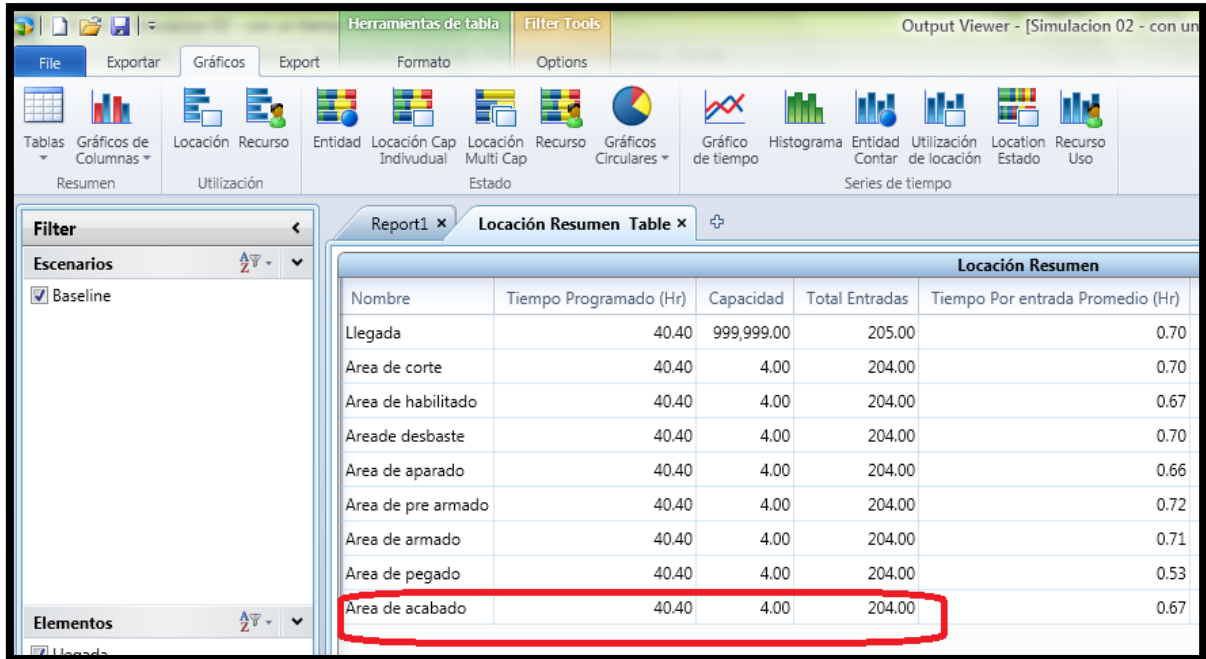 Herramientas de tabla Filter Tools Output Viewer - [Simulacion 02 - con un
File Exportar Gráficos Export Formato Options
Tablas Gráficos de Columnas Locación Recurso Entidad Locación Cap Indivudual Locación Multi Cap Recurso Gráficos Circulares Gráfico de tiempo Histograma Entidad Contar Utilización de locación Location Estado Recurso Uso
Resumen Utilización Estado Series de tiempo
Filter
Escenarios
Baseline
Elementos
Llegada
Report1 Locación Resumen Table
Locación Resumen
Nombre Tiempo Programado (Hr) Capacidad Total Entradas Tiempo Por entrada Promedio (Hr)
Llegada 40.40 999,999.00 205.00 0.70
Area de corte 40.40 4.00 204.00 0.70
Area de habilitado 40.40 4.00 204.00 0.67
Areade desbaste 40.40 4.00 204.00 0.70
Area de aparado 40.40 4.00 204.00 0.66
Area de pre armado 40.40 4.00 204.00 0.72
Area de armado 40.40 4.00 204.00 0.71
Area de pegado 40.40 4.00 204.00 0.53
Area de acabado 40.40 4.00 204.00 0.67